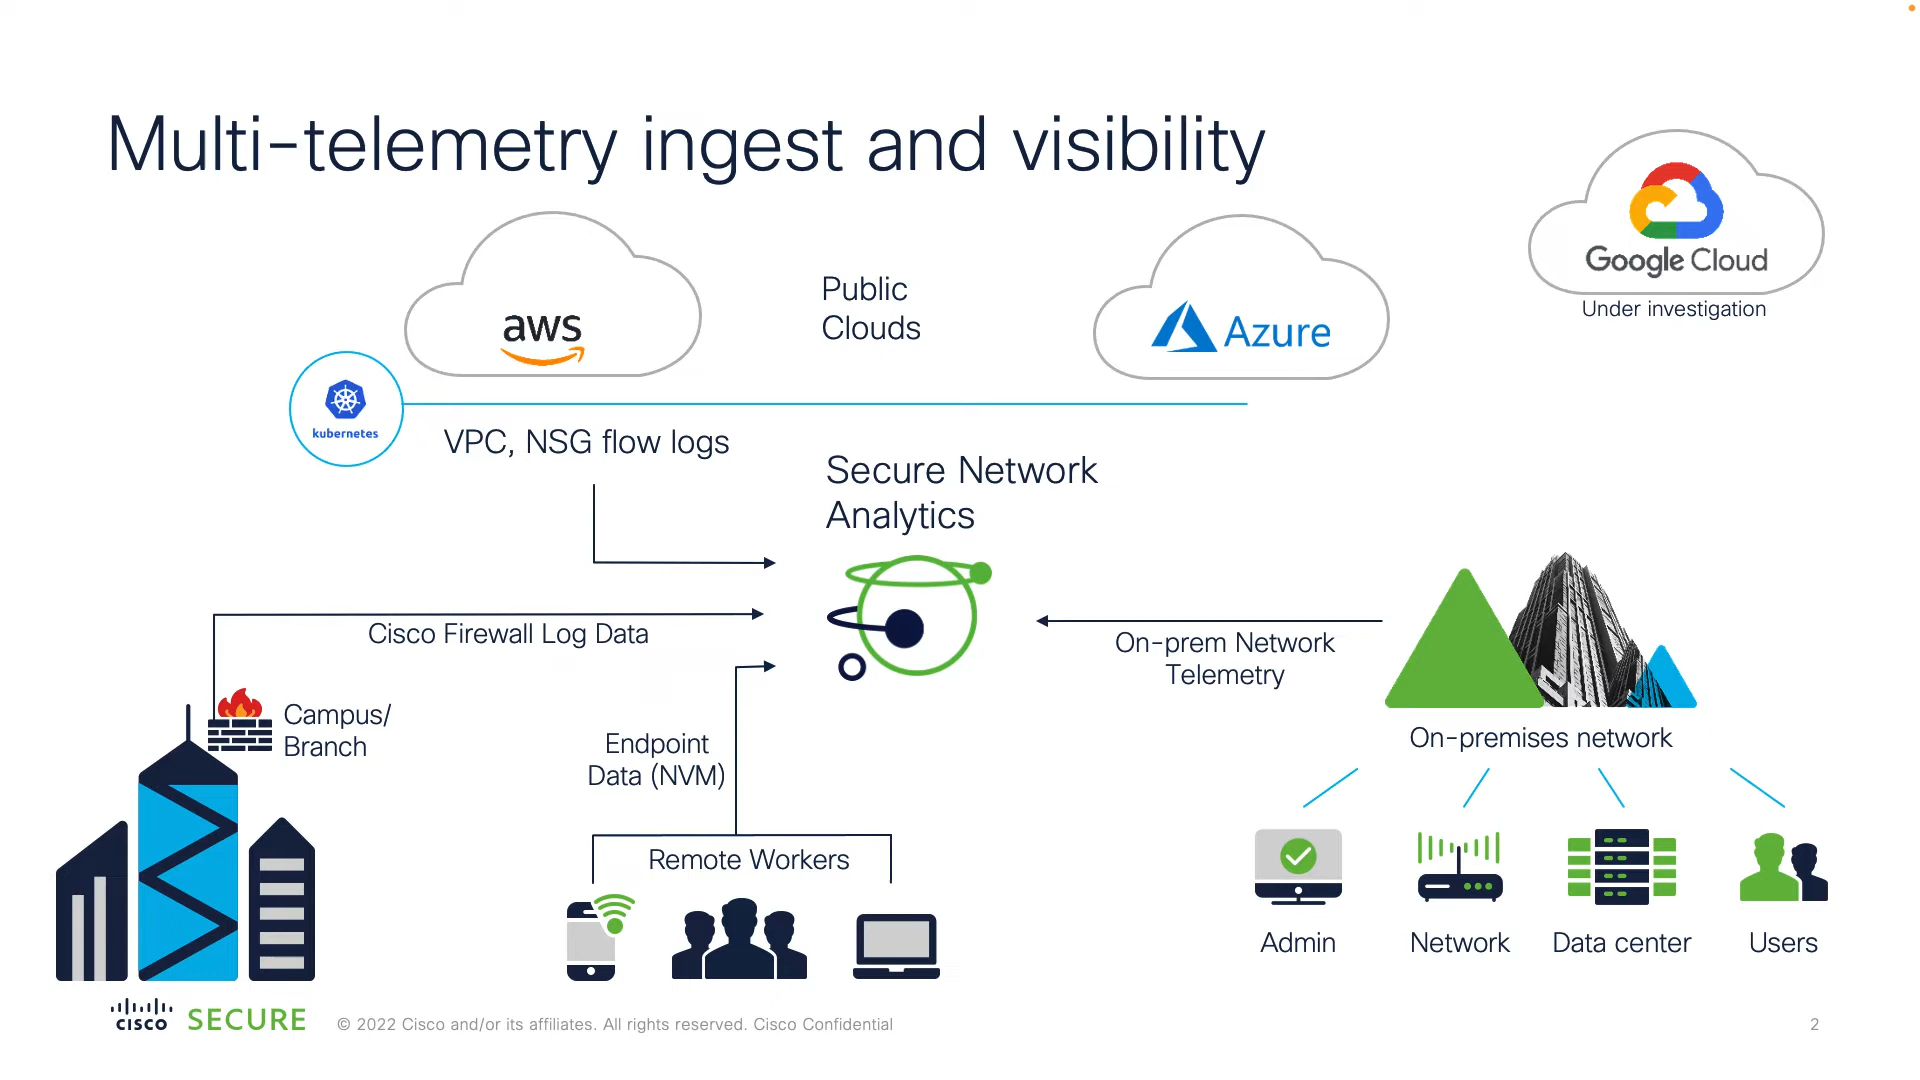 Multi-telemetry ingest and visibility
aws
Public
Clouds
Azure
Google Cloud
Under investigation
kubernetes
VPC, NSG flow logs
Secure Network
Analytics
Cisco Firewall Log Data
On-prem Network
Telemetry
Campus/
Branch
Endpoint
Data (NVM)
On-premises network
Remote Workers
Admin
Network
Data center
Users
CISCO SECURE
© 2022 Cisco and/or its affiliates. All rights reserved. Cisco Confidential
2